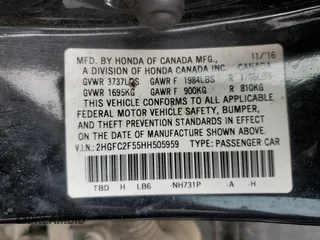 MFD. BY HONDA OF CANADA MFG., 11/16
A DIVISION OF HONDA CANADA INC. CANADA
GVWR 3737LBS GAWR F 1984LBS R 1786LBS
GVWR 1695KG GAWR F 900KG R 810KG
THIS VEHICLE CONFORMS TO ALL APPLICABLE
FEDERAL MOTOR VEHICLE SAFETY, BUMPER,
AND THEFT PREVENTION STANDARDS IN EFFECT
ON THE DATE OF MANUFACTURE SHOWN ABOVE.
V.I.N: 2HGFC2F55HH505959 TYPE: PASSENGER CAR
TBD H LB6 NH731P -A -H